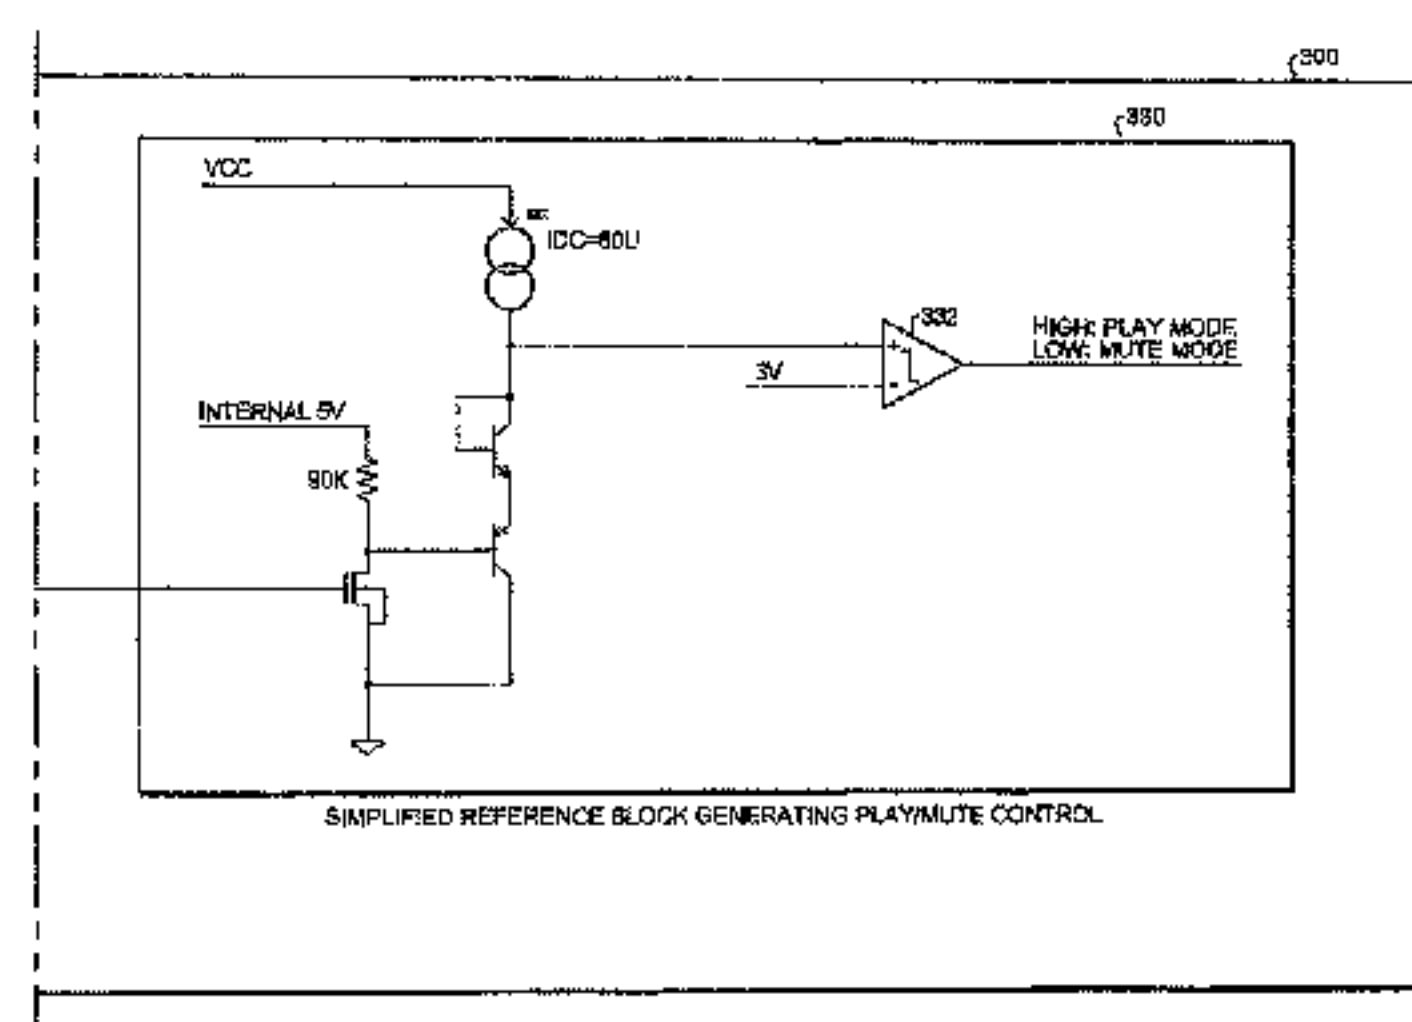 300
330
VCC
IDC=60U
332
HIGH: PLAY MODE
LOW: MUTE MODE
3V
INTERNAL 5V
90K
SIMPLIFIED REFERENCE BLOCK GENERATING PLAY/MUTE CONTROL